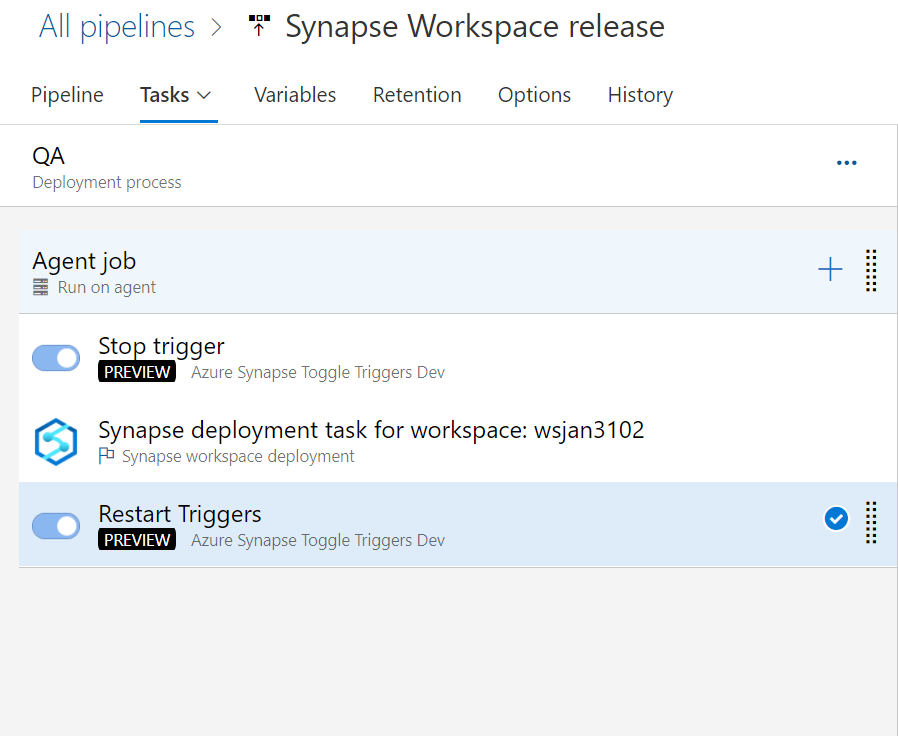 All pipelines > Synapse Workspace release
Pipeline Tasks Variables Retention Options History
QA
Deployment process
Agent job
Run on agent
Stop trigger
PREVIEW Azure Synapse Toggle Triggers Dev
Synapse deployment task for workspace: wsjan3102
Synapse workspace deployment
Restart Triggers
PREVIEW Azure Synapse Toggle Triggers Dev